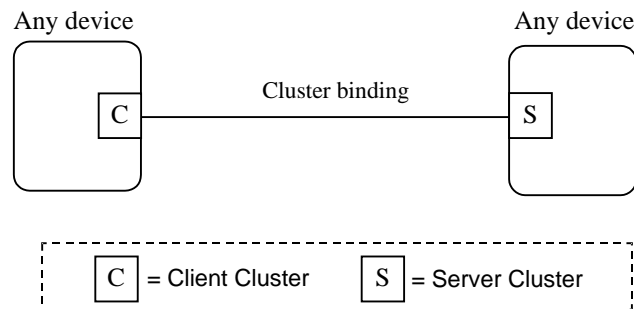 Any device
Any device
Cluster binding
C
S
C = Client Cluster
S = Server Cluster